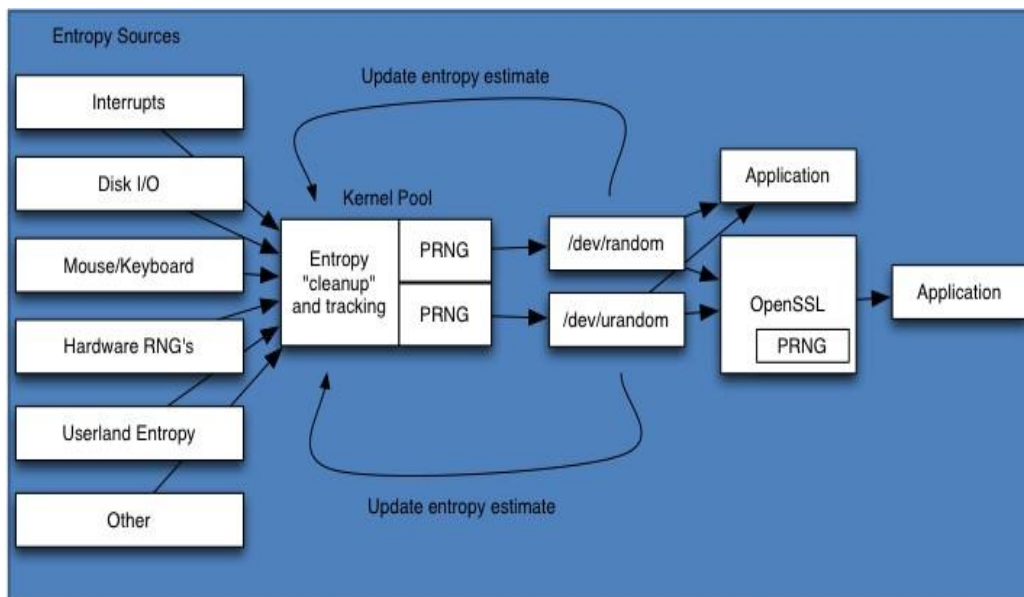 Entropy Sources
Interrupts
Disk I/O
Mouse/Keyboard
Hardware RNG's
Userland Entropy
Other
Update entropy estimate
Kernel Pool
Entropy
"cleanup"
and tracking
PRNG
PRNG
/dev/random
/dev/urandom
Update entropy estimate
Application
OpenSSL
PRNG
Application